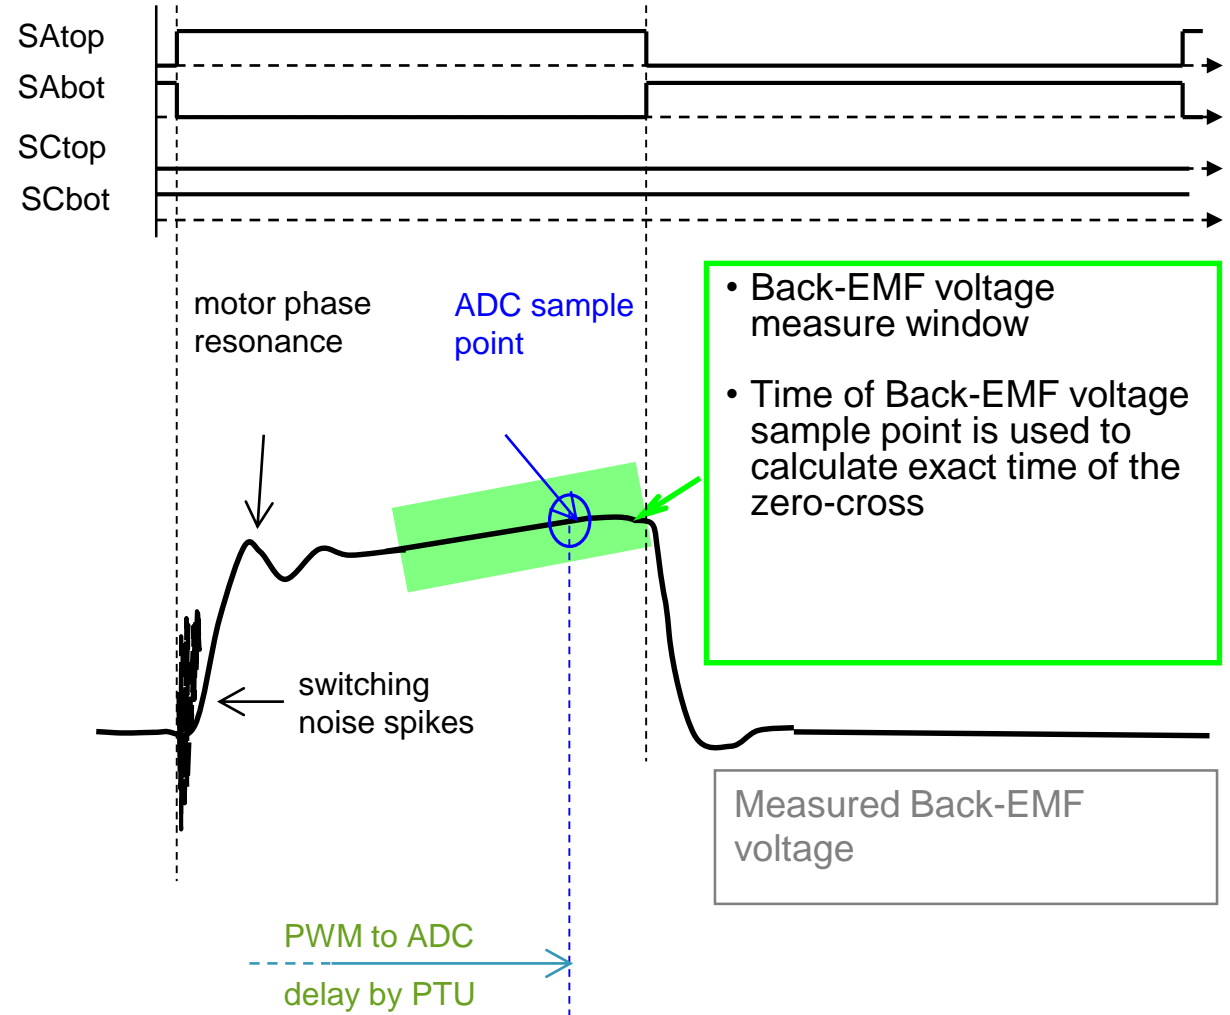 SAtop
SAbot
SCtop
SCbot
motor phase
resonance
ADC sample
point
• Back-EMF voltage
measure window
• Time of Back-EMF voltage
sample point is used to
calculate exact time of the
zero-cross
switching
noise spikes
Measured Back-EMF
voltage
PWM to ADC
delay by PTU